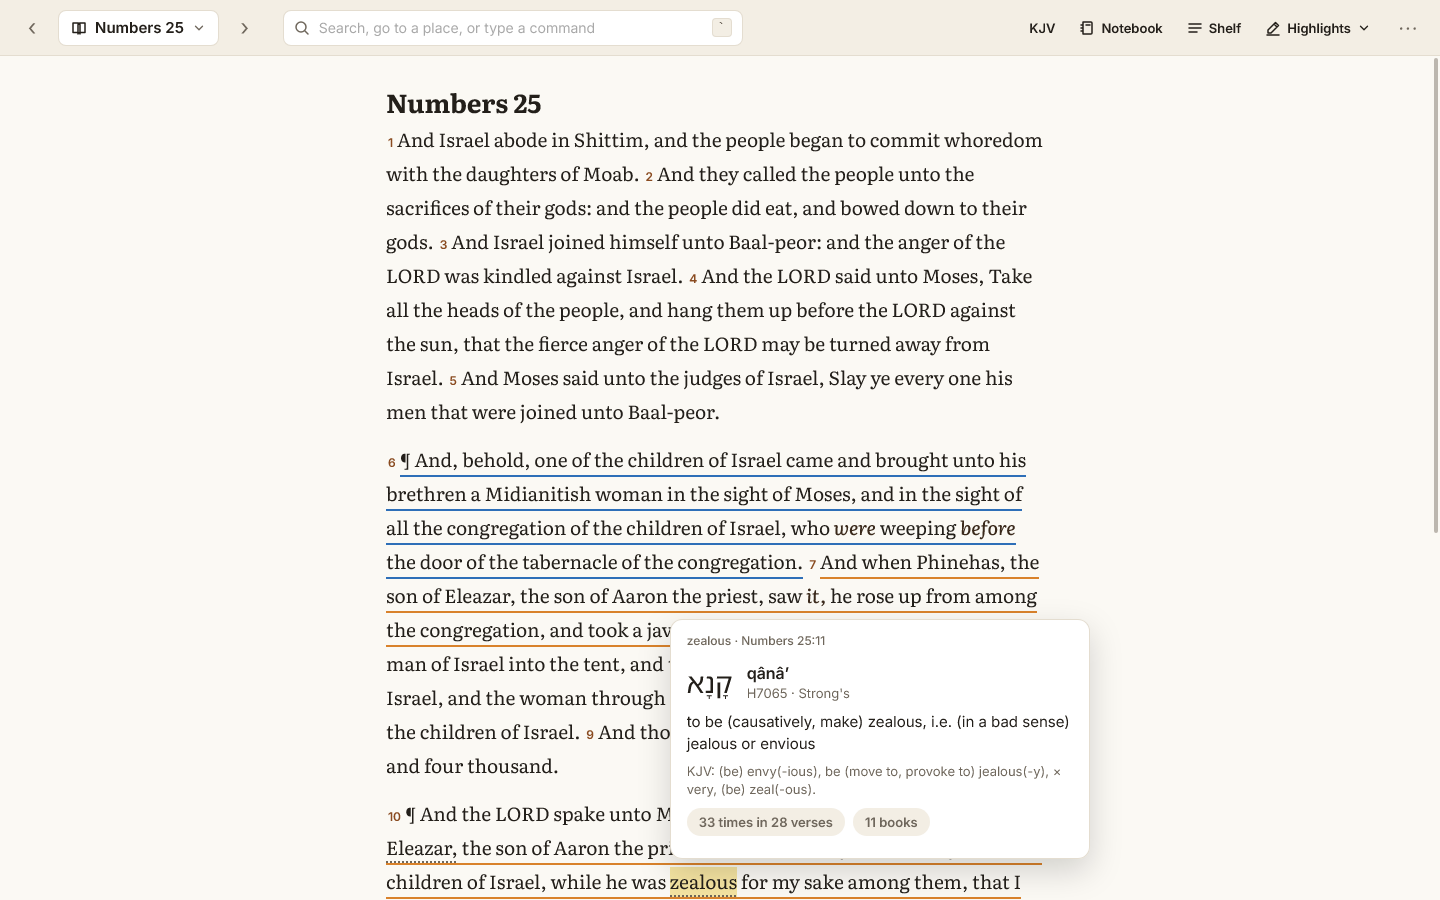 Numbers 25
Search, go to a place, or type a command
`
KJV
Notebook
Shelf
Highlights
Numbers 25
1 And Israel abode in Shittim, and the people began to commit whoredom
with the daughters of Moab. 2 And they called the people unto the
sacrifices of their gods: and the people did eat, and bowed down to their
gods. 3 And Israel joined himself unto Baal-peor: and the anger of the
LORD was kindled against Israel. 4 And the LORD said unto Moses, Take
all the heads of the people, and hang them up before the LORD against
the sun, that the fierce anger of the LORD may be turned away from
Israel. 5 And Moses said unto the judges of Israel, Slay ye every one his
men that were joined unto Baal-peor.
6 ¶ And, behold, one of the children of Israel came and brought unto his
brethren a Midianitish woman in the sight of Moses, and in the sight of
all the congregation of the children of Israel, who were weeping before
the door of the tabernacle of the congregation. 7 And when Phinehas, the
son of Eleazar, the son of Aaron the priest, saw it, he rose up from among
the congregation, and took a jav
man of Israel into the tent, and
Israel, and the woman through
the children of Israel. 9 And tho
and four thousand.
10 ¶ And the LORD spake unto M
Eleazar, the son of Aaron the pri
children of Israel, while he was zealous for my sake among them, that I
zealous · Numbers 25:11
קָנָא qânâʼ
H7065 · Strong's
to be (causatively, make) zealous, i.e. (in a bad sense)
jealous or envious
KJV: (be) envy(-ious), be (move to, provoke to) jealous(-y), ×
very, (be) zeal(-ous).
33 times in 28 verses
11 books